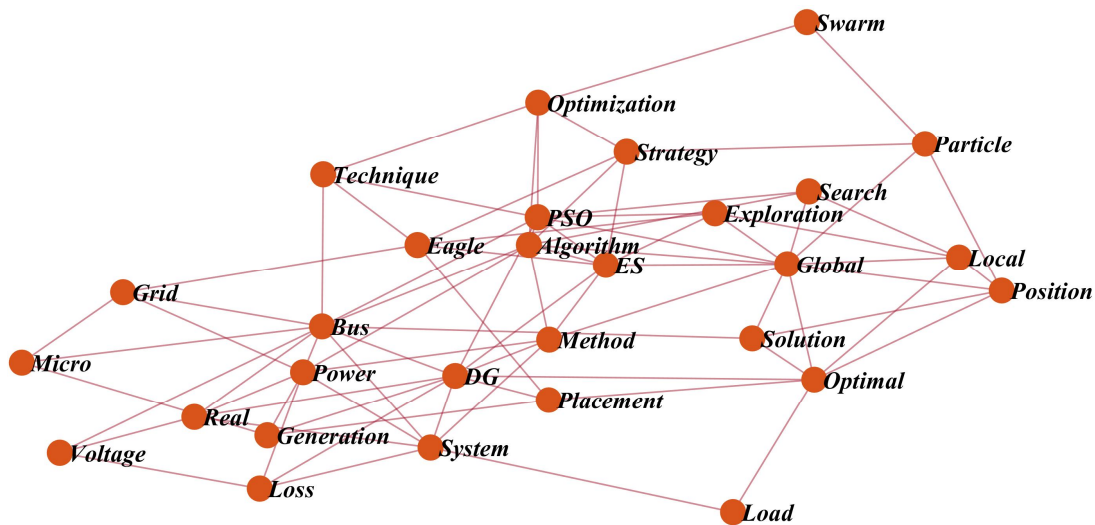 Swarm
Optimization
Strategy
Particle
Technique
Search
PSO
Exploration
Eagle
Algorithm
ES
Global
Local
Position
Grid
Bus
Method
Solution
Micro
Power
DG
Optimal
Placement
Real
Generation
System
Voltage
Loss
Load